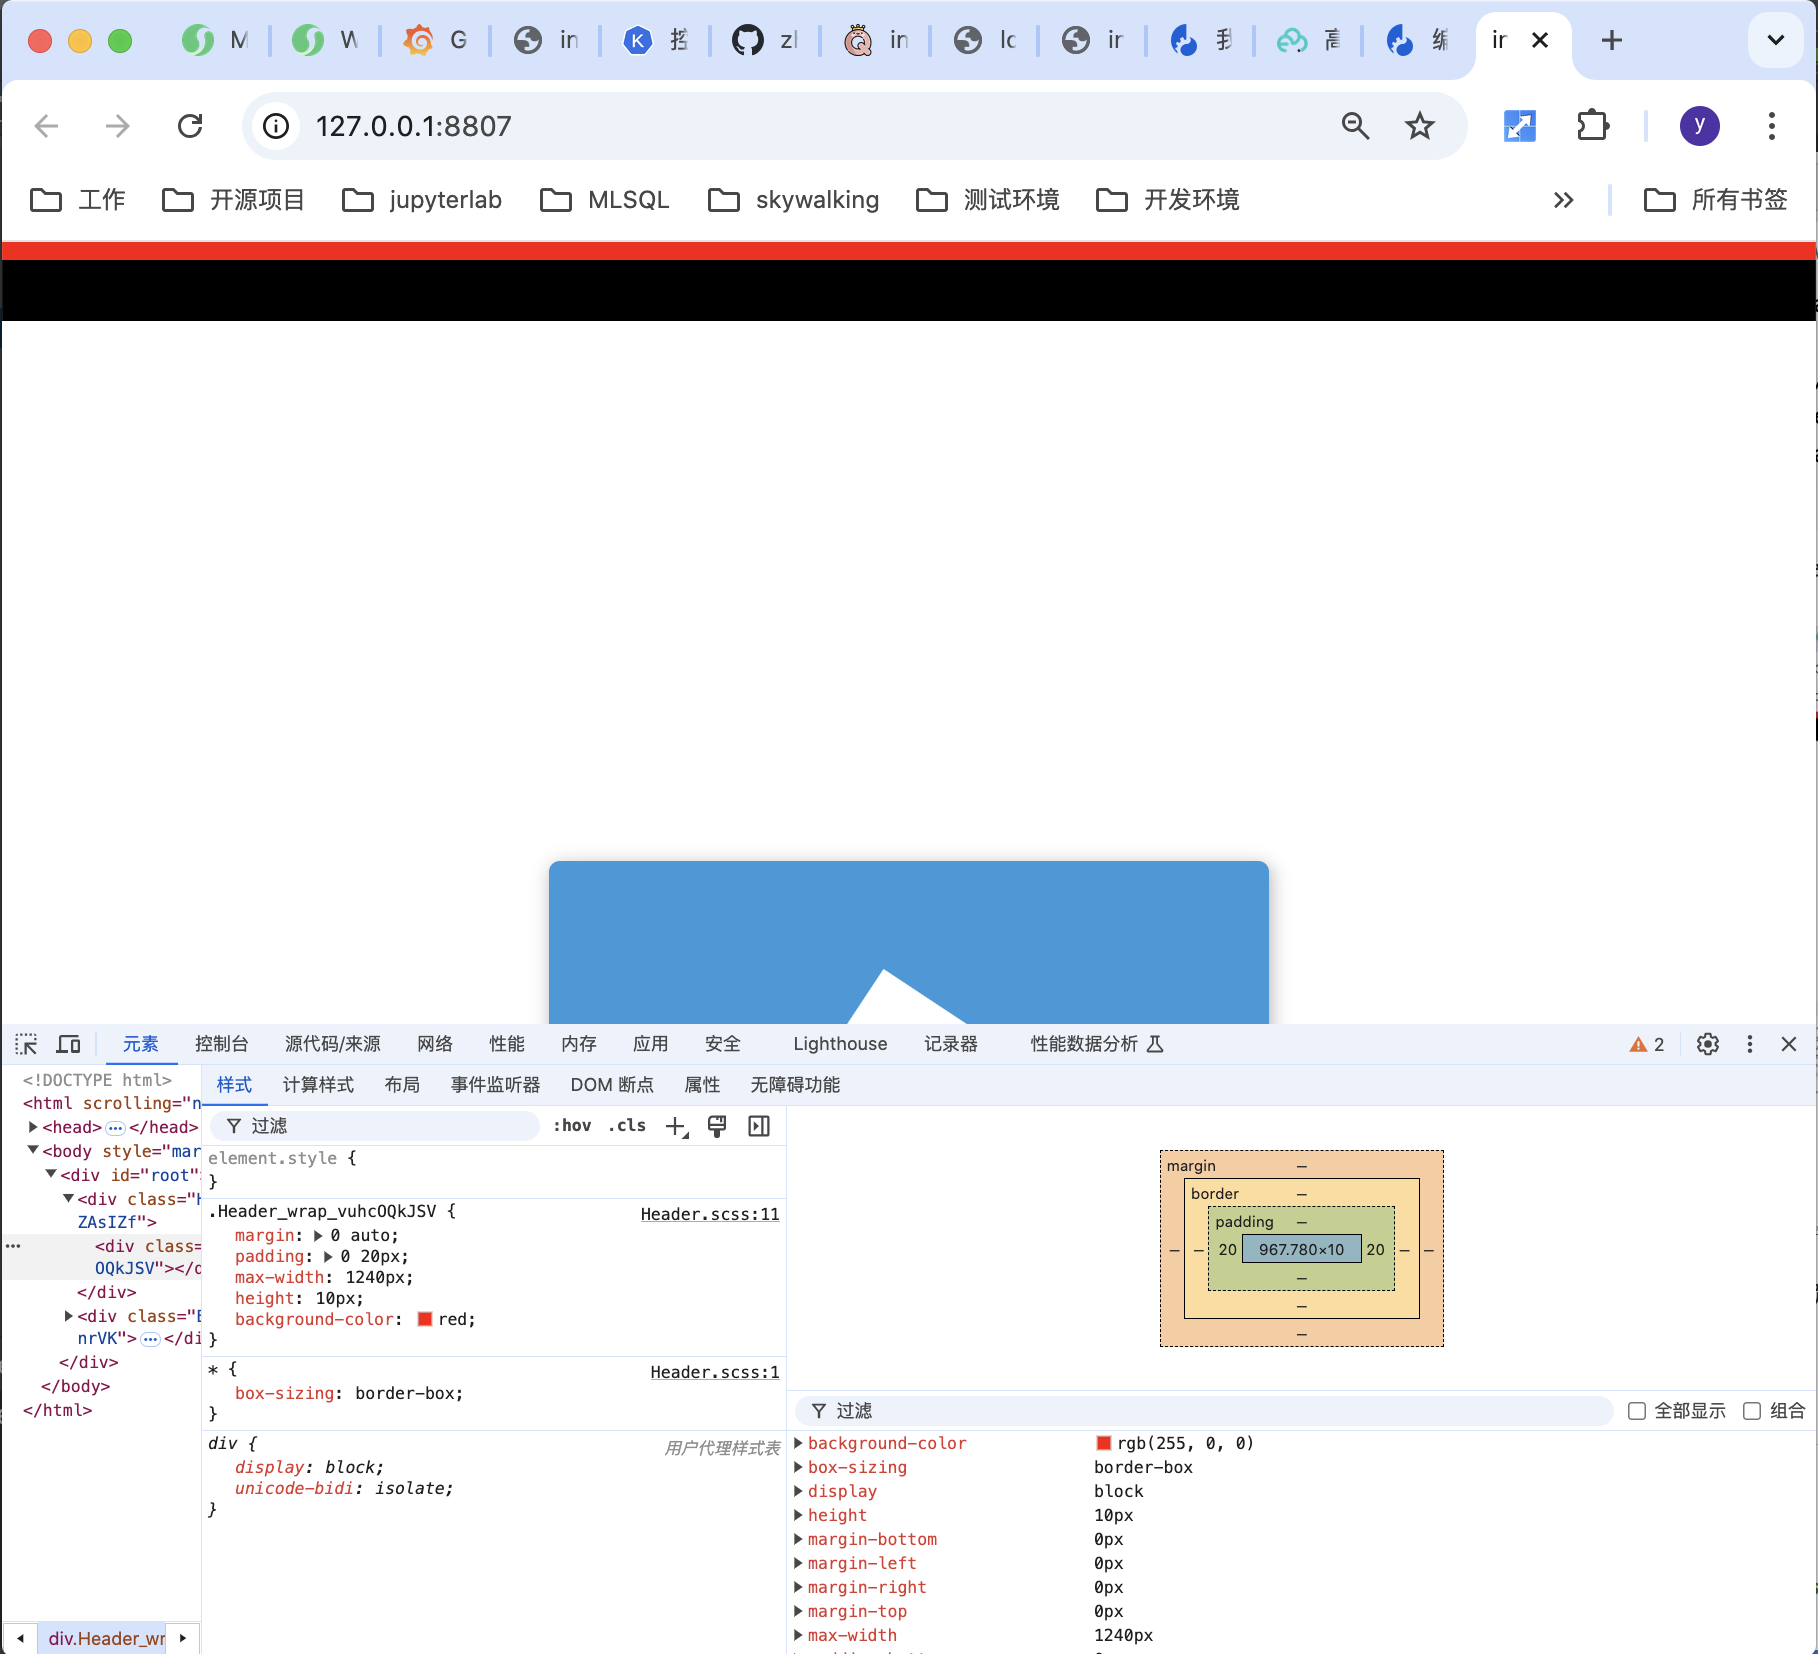 M
W
G
in
控
zl
in
lc
ir
我
高
编
ir
127.0.0.1:8807
y
工作
开源项目
jupyterlab
MLSQL
skywalking
测试环境
开发环境
所有书签
元素
控制台
源代码/来源
网络
性能
内存
应用
安全
Lighthouse
记录器
性能数据分析
2
<!DOCTYPE html>
<html scrolling="n
<head> … </head>
<body style="mar
<div id="root"
<div class="H
ZAsIZf">
<div class=
OQkJSV"></d
</div>
<div class="B
nrVK"> … </di
</div>
</body>
</html>
div.Header_wr
样式
计算样式
布局
事件监听器
DOM 断点
属性
无障碍功能
过滤
:hov
.cls
element.style {
}
.Header_wrap_vuhcOQkJSV {
Header.scss:11
margin: 0 auto;
padding: 0 20px;
max-width: 1240px;
height: 10px;
background-color: red;
}
* {
Header.scss:1
box-sizing: border-box;
}
div {
用户代理样式表
display: block;
unicode-bidi: isolate;
}
margin –
border –
padding –
– – 20 967.780×10 20 – –
–
–
–
过滤
全部显示
组合
background-color rgb(255, 0, 0)
box-sizing border-box
display block
height 10px
margin-bottom 0px
margin-left 0px
margin-right 0px
margin-top 0px
max-width 1240px